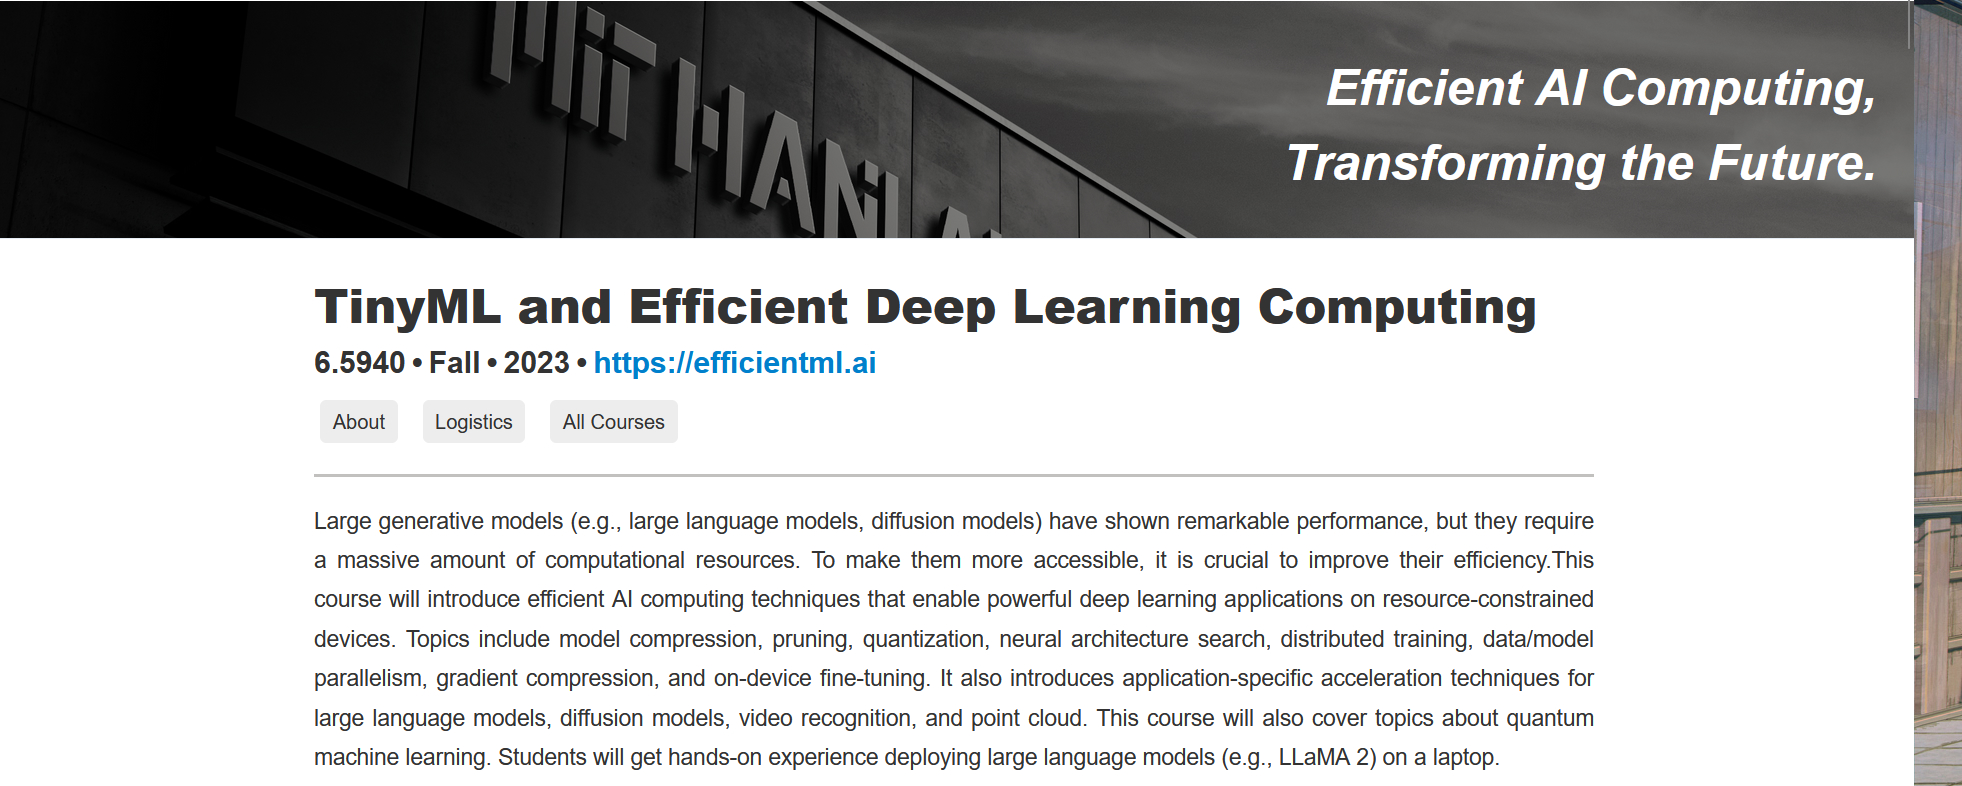 MIT HAN LA
Efficient AI Computing,
Transforming the Future.
TinyML and Efficient Deep Learning Computing
6.5940 • Fall • 2023 • https://efficientml.ai
About Logistics All Courses
Large generative models (e.g., large language models, diffusion models) have shown remarkable performance, but they require
a massive amount of computational resources. To make them more accessible, it is crucial to improve their efficiency.This
course will introduce efficient AI computing techniques that enable powerful deep learning applications on resource-constrained
devices. Topics include model compression, pruning, quantization, neural architecture search, distributed training, data/model
parallelism, gradient compression, and on-device fine-tuning. It also introduces application-specific acceleration techniques for
large language models, diffusion models, video recognition, and point cloud. This course will also cover topics about quantum
machine learning. Students will get hands-on experience deploying large language models (e.g., LLaMA 2) on a laptop.